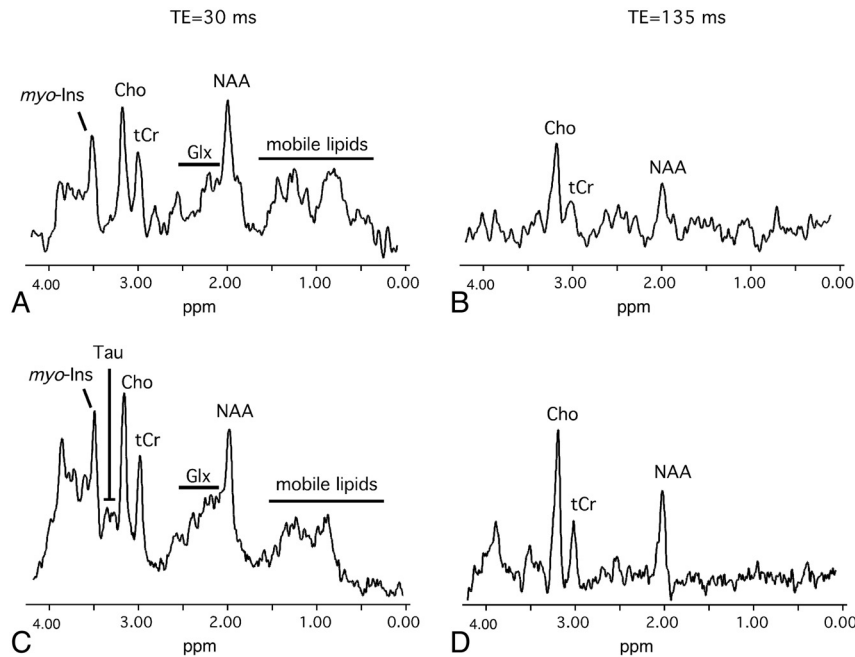 TE=30 ms
TE=135 ms
myo-Ins
Cho
tCr
Glx
NAA
mobile lipids
4.00 3.00 2.00 1.00 0.00
ppm
A
Cho
tCr
NAA
4.00 3.00 2.00 1.00 0.00
ppm
B
Tau
myo-Ins
Cho
tCr
Glx
NAA
mobile lipids
4.00 3.00 2.00 1.00 0.00
ppm
C
Cho
tCr
NAA
4.00 3.00 2.00 1.00 0.00
ppm
D